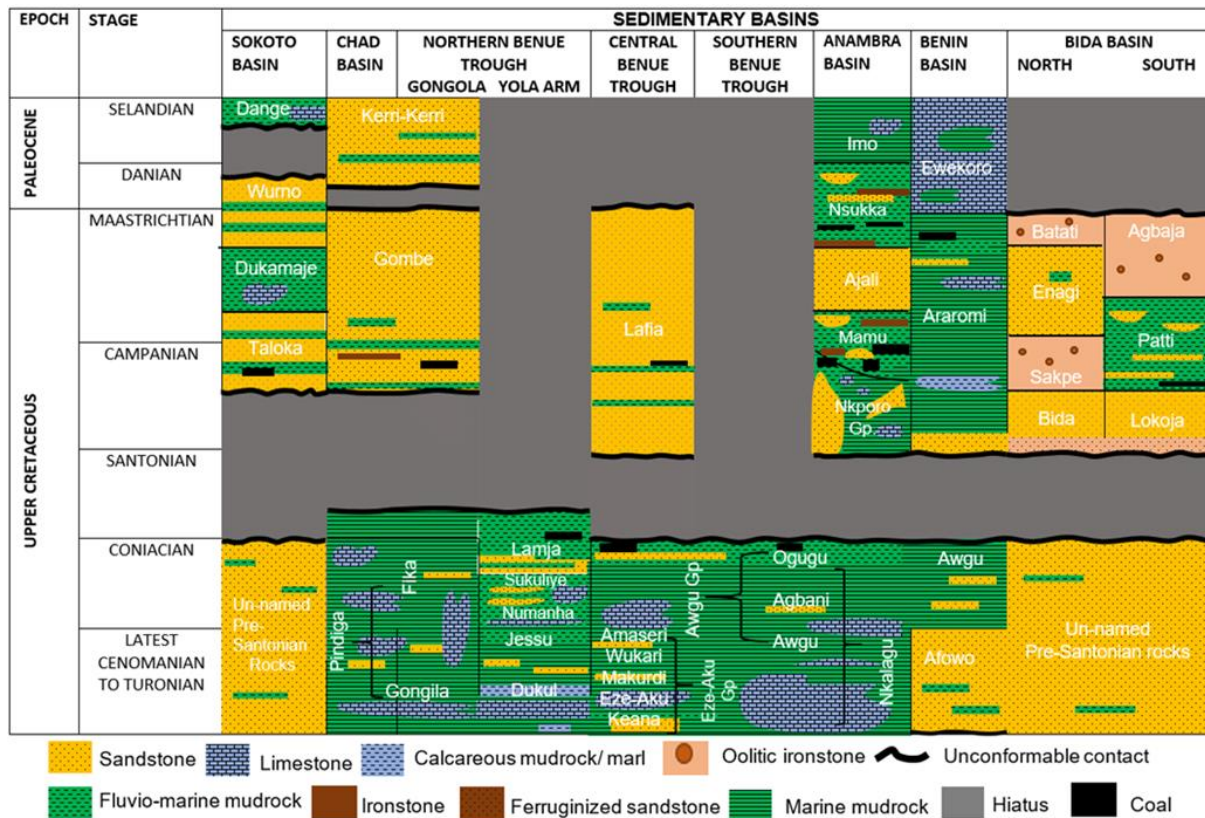 EPOCH
STAGE
SEDIMENTARY BASINS
SOKOTO
BASIN
CHAD
BASIN
NORTHERN BENUE
TROUGH
GONGOLA YOLA ARM
CENTRAL
BENUE
TROUGH
SOUTHERN
BENUE
TROUGH
ANAMBRA
BASIN
BENIN
BASIN
BIDA BASIN
NORTH SOUTH
PALEOCENE
SELANDIAN
DANIAN
UPPER CRETACEOUS
MAASTRICHTIAN
CAMPANIAN
SANTONIAN
CONIACIAN
LATEST
CENOMANIAN
TO TURONIAN
Dange
Wurno
Dukamaje
Taloka
Un-named
Pre-
Santonian
Rocks
Kerri-Kerri
Gombe
Pindiga
Fika
Gongila
Lamja
Sukuliye
Numanha
Jessu
Dukul
Lafia
Amaseri
Wukari
Makurdi
Eze-Aku
Keana
Awgu Gp
Eze-Aku
Gp
Ogugu
Agbani
Awgu
Nkalagu
Imo
Nsukka
Ajali
Mamu
Nkporo
Gp.
Ewekoro
Araromi
Awgu
Afowo
Batati
Enagi
Sakpe
Bida
Agbaja
Patti
Lokoja
Un-named
Pre-Santonian rocks
Sandstone
Limestone
Calcareous mudrock/ marl
Oolitic ironstone
Unconformable contact
Fluvio-marine mudrock
Ironstone
Ferruginized sandstone
Marine mudrock
Hiatus
Coal